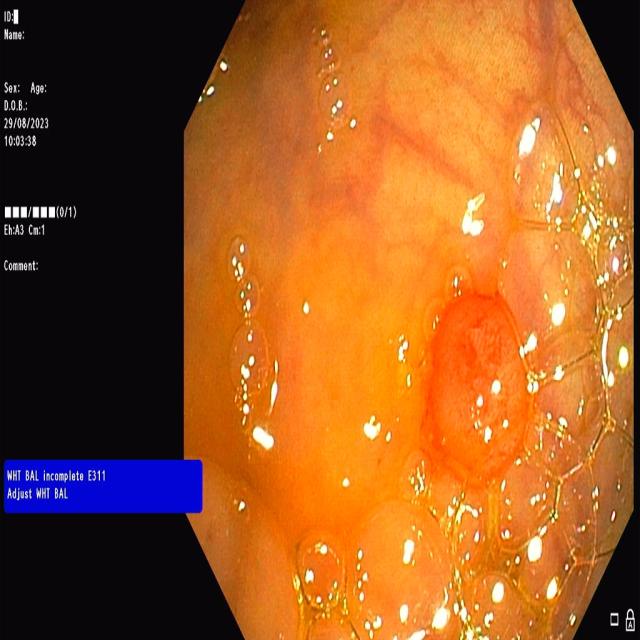 ID:
Name:
Sex: Age:
D.O.B.:
29/08/2023
10:03:38
■■■/■■■(0/1)
Eh:A3 Cm:1
Comment:
WHT BAL incomplete E311
Adjust WHT BAL
A